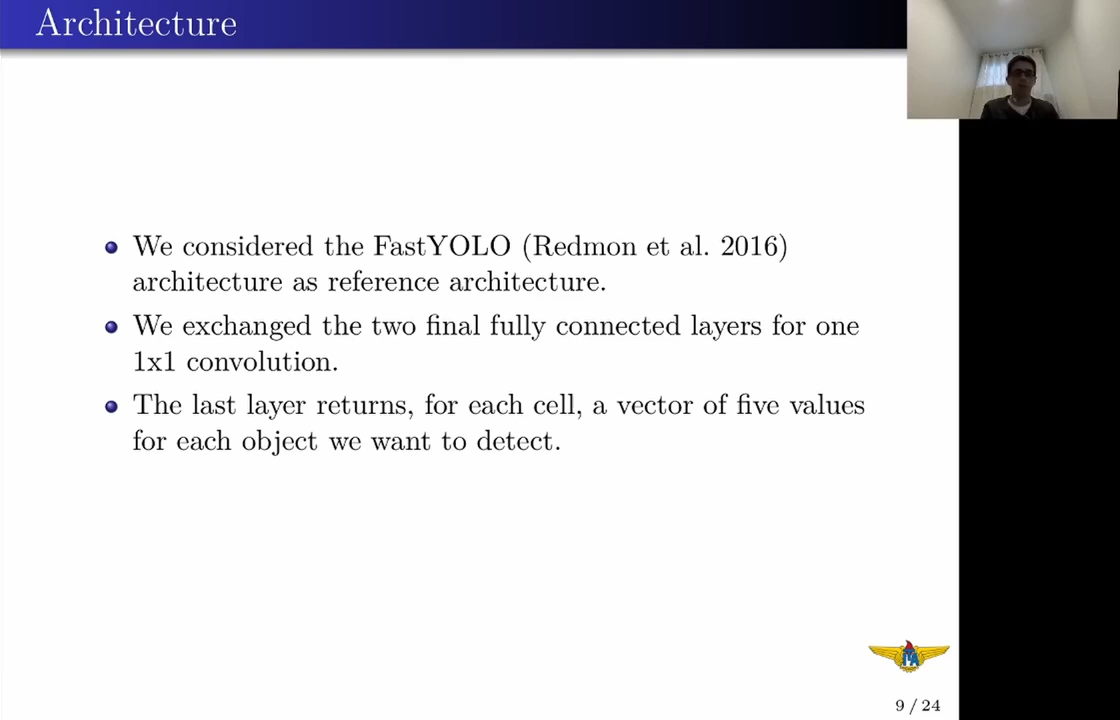 Architecture
We considered the FastYOLO (Redmon et al. 2016)
architecture as reference architecture.
We exchanged the two final fully connected layers for one
1x1 convolution.
The last layer returns, for each cell, a vector of five values
for each object we want to detect.
ITA
9 / 24